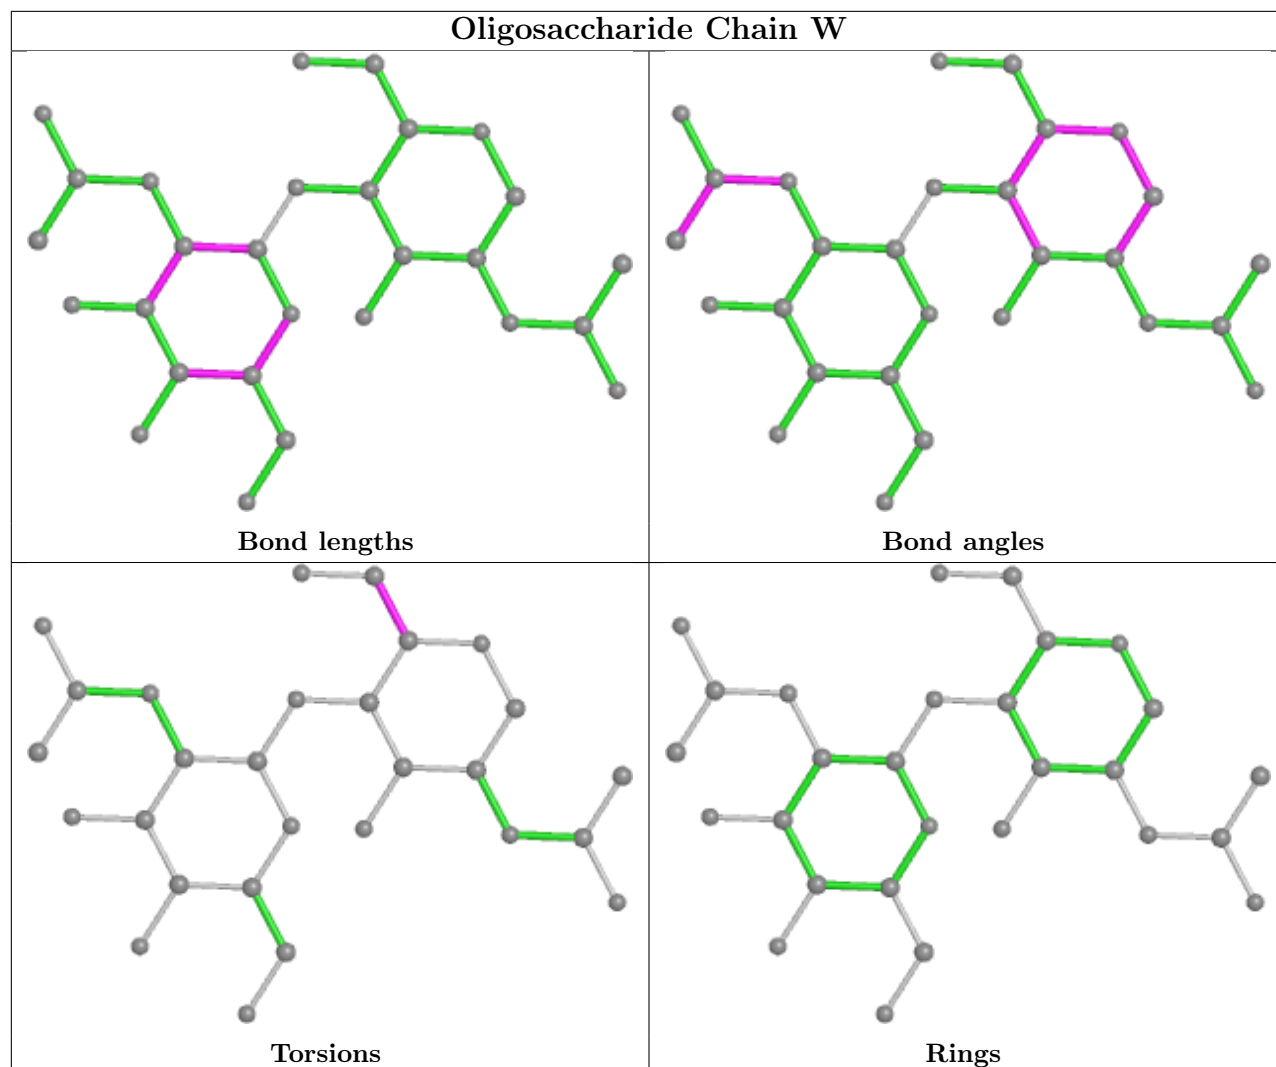 Oligosaccharide Chain W
Bond lengths
Bond angles
Torsions
Rings